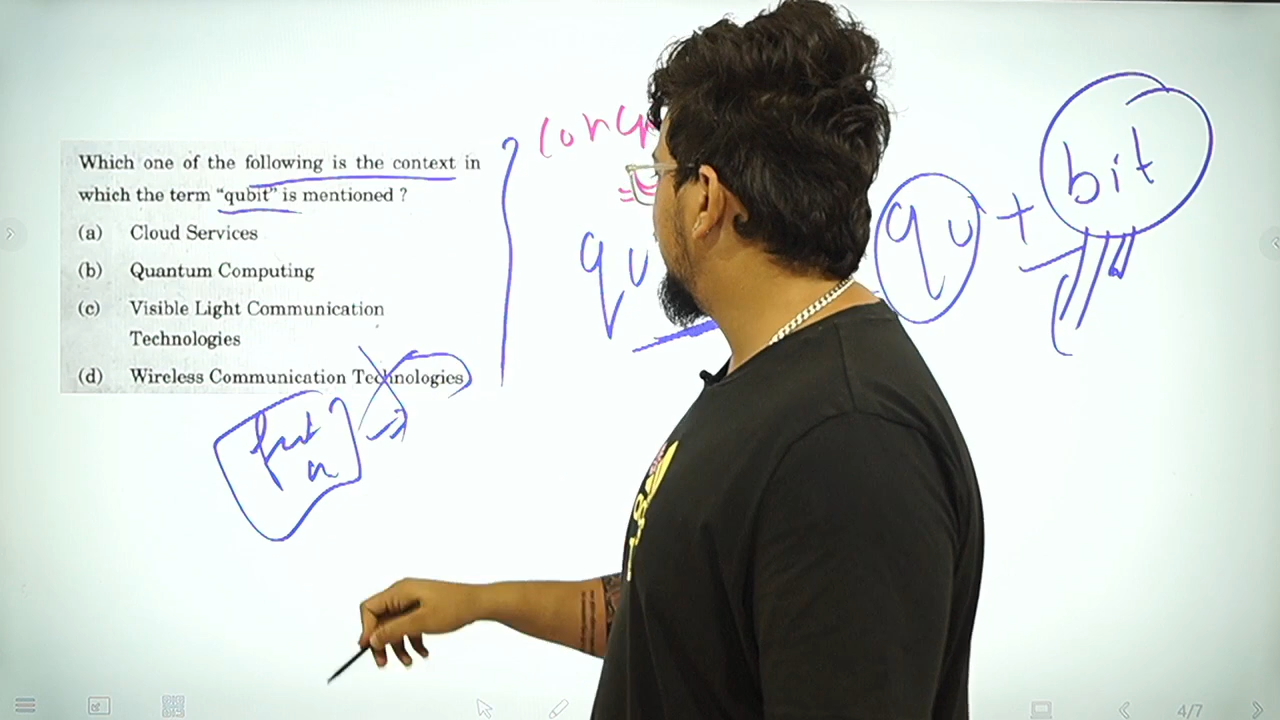 Which one of the following is the context in
which the term "qubit" is mentioned ?
(a) Cloud Services
(b) Quantum Computing
(c) Visible Light Communication
Technologies
(d) Wireless Communication Technologies
qu
qu + bit
4/7